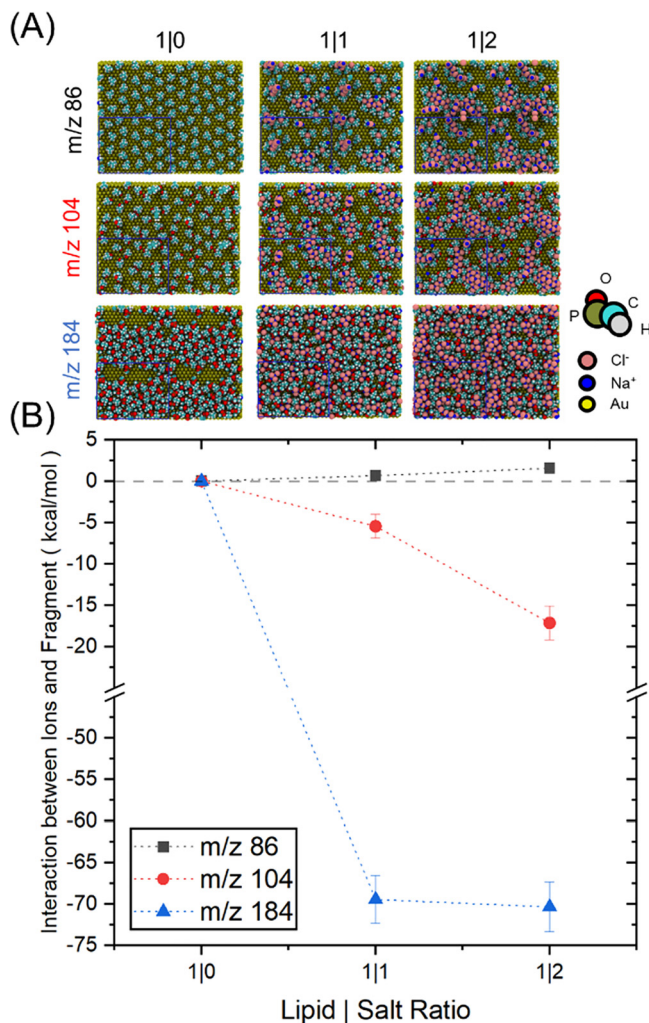 (A)
1|0 1|1 1|2
m/z 86
m/z 104
m/z 184
O
P C
H
Cl-
Na+
Au
(B)
Interaction between Ions and Fragment ( kcal/mol)
5
0
-5
-10
-15
-20
-50
-55
-60
-65
-70
-75
m/z 86
m/z 104
m/z 184
1|0 1|1 1|2
Lipid | Salt Ratio